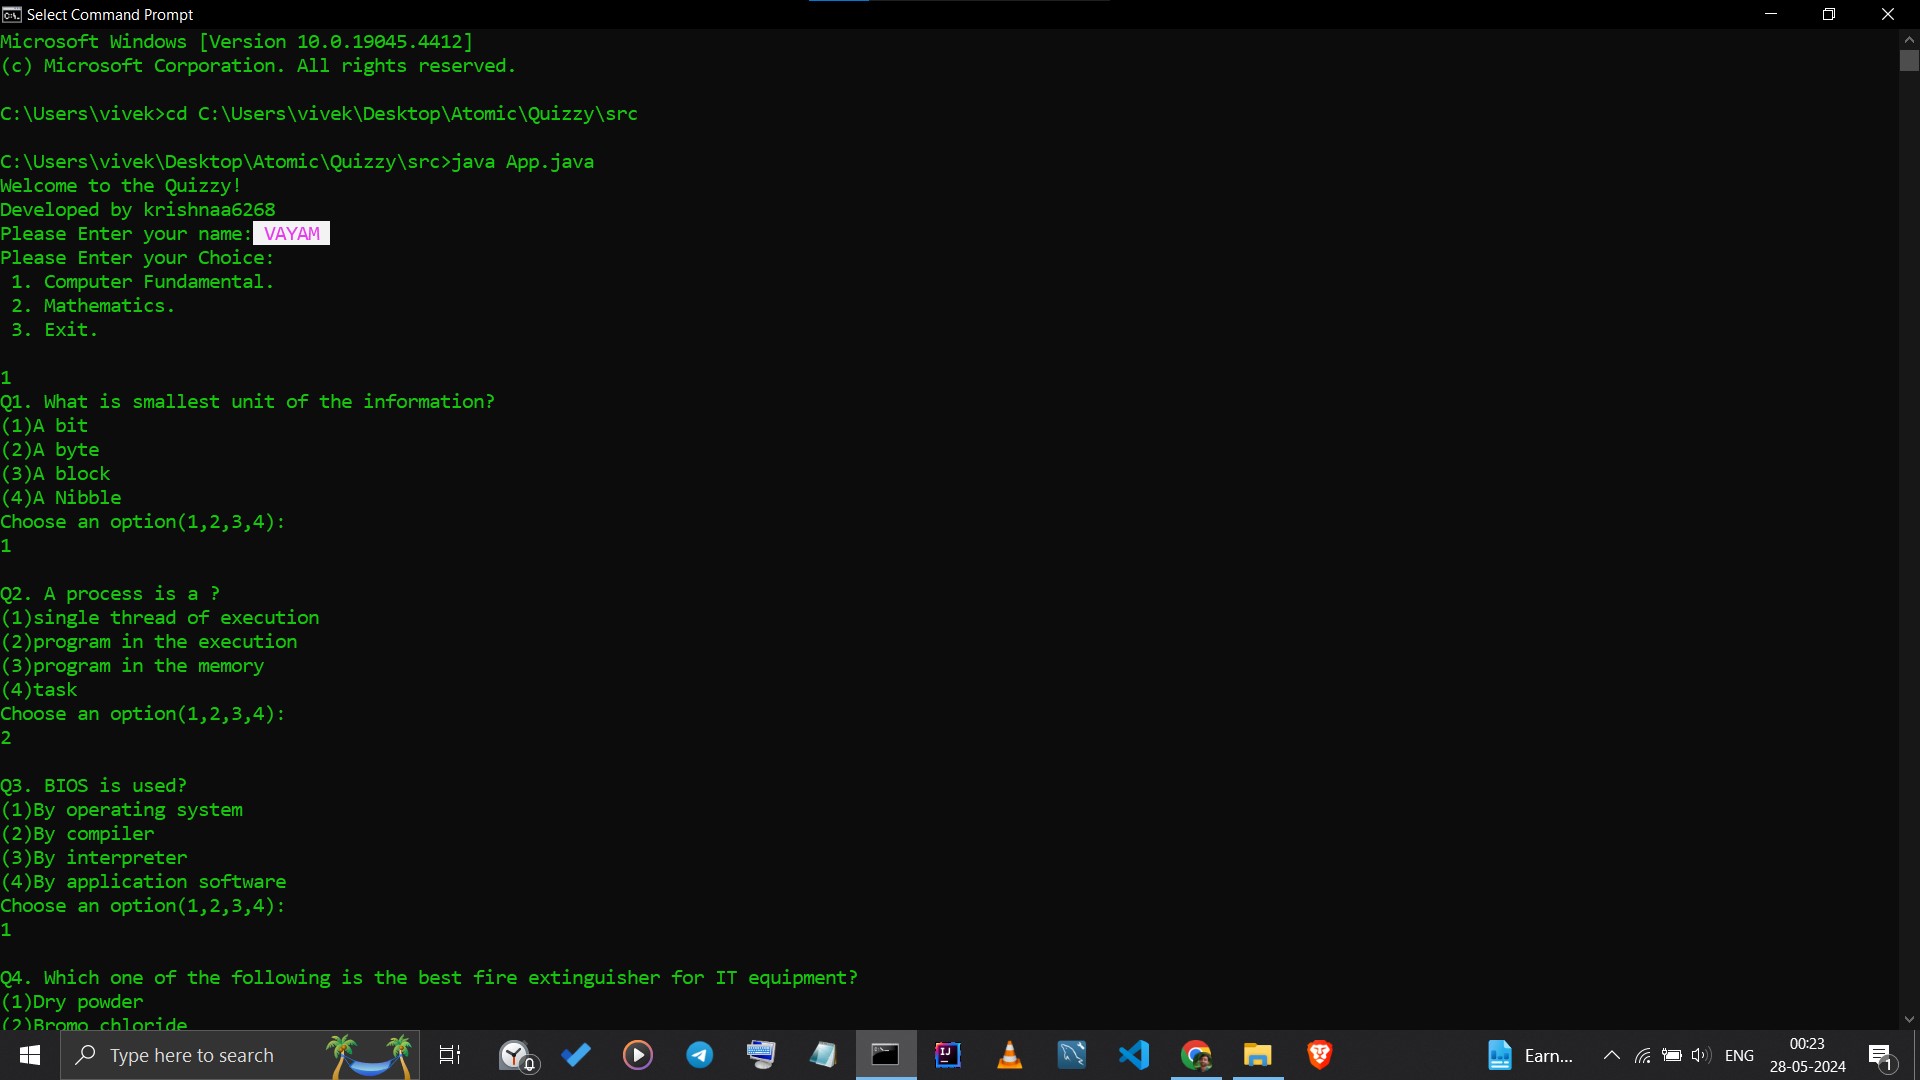 Select Command Prompt
Microsoft Windows [Version 10.0.19045.4412]
(c) Microsoft Corporation. All rights reserved.
C:\Users\vivek>cd C:\Users\vivek\Desktop\Atomic\Quizzy\src
C:\Users\vivek\Desktop\Atomic\Quizzy\src>java App.java
Welcome to the Quizzy!
Developed by krishnaa6268
Please Enter your name: VAYAM
Please Enter your Choice:
1. Computer Fundamental.
2. Mathematics.
3. Exit.
1
Q1. What is smallest unit of the information?
(1)A bit
(2)A byte
(3)A block
(4)A Nibble
Choose an option(1,2,3,4):
1
Q2. A process is a ?
(1)single thread of execution
(2)program in the execution
(3)program in the memory
(4)task
Choose an option(1,2,3,4):
2
Q3. BIOS is used?
(1)By operating system
(2)By compiler
(3)By interpreter
(4)By application software
Choose an option(1,2,3,4):
1
Q4. Which one of the following is the best fire extinguisher for IT equipment?
(1)Dry powder
(2)Bromo chloride
Type here to search
Earn...
ENG
00:23
28-05-2024
1